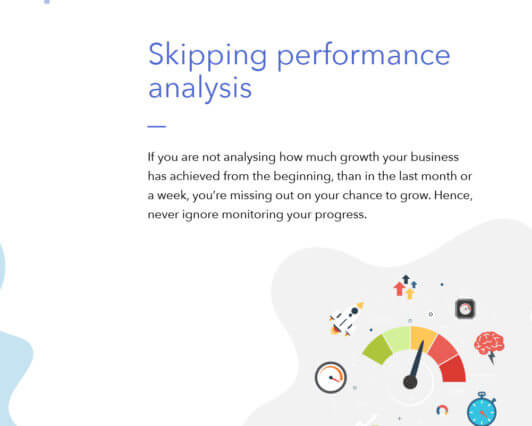 Skipping performance
analysis
If you are not analysing how much growth your business
has achieved from the beginning, than in the last month or
a week, you’re missing out on your chance to grow. Hence,
never ignore monitoring your progress.